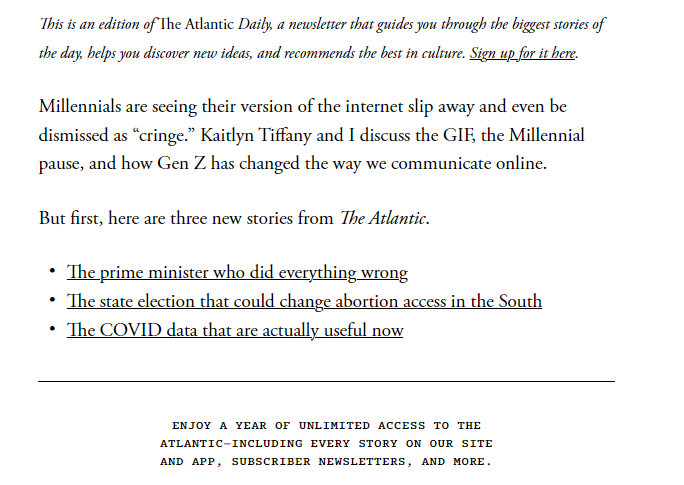 This is an edition of The Atlantic Daily, a newsletter that guides you through the biggest stories of
the day, helps you discover new ideas, and recommends the best in culture. Sign up for it here.
Millennials are seeing their version of the internet slip away and even be
dismissed as “cringe.” Kaitlyn Tiffany and I discuss the GIF, the Millennial
pause, and how Gen Z has changed the way we communicate online.
But first, here are three new stories from The Atlantic.
• The prime minister who did everything wrong
• The state election that could change abortion access in the South
• The COVID data that are actually useful now
ENJOY A YEAR OF UNLIMITED ACCESS TO THE
ATLANTIC—INCLUDING EVERY STORY ON OUR SITE
AND APP, SUBSCRIBER NEWSLETTERS, AND MORE.